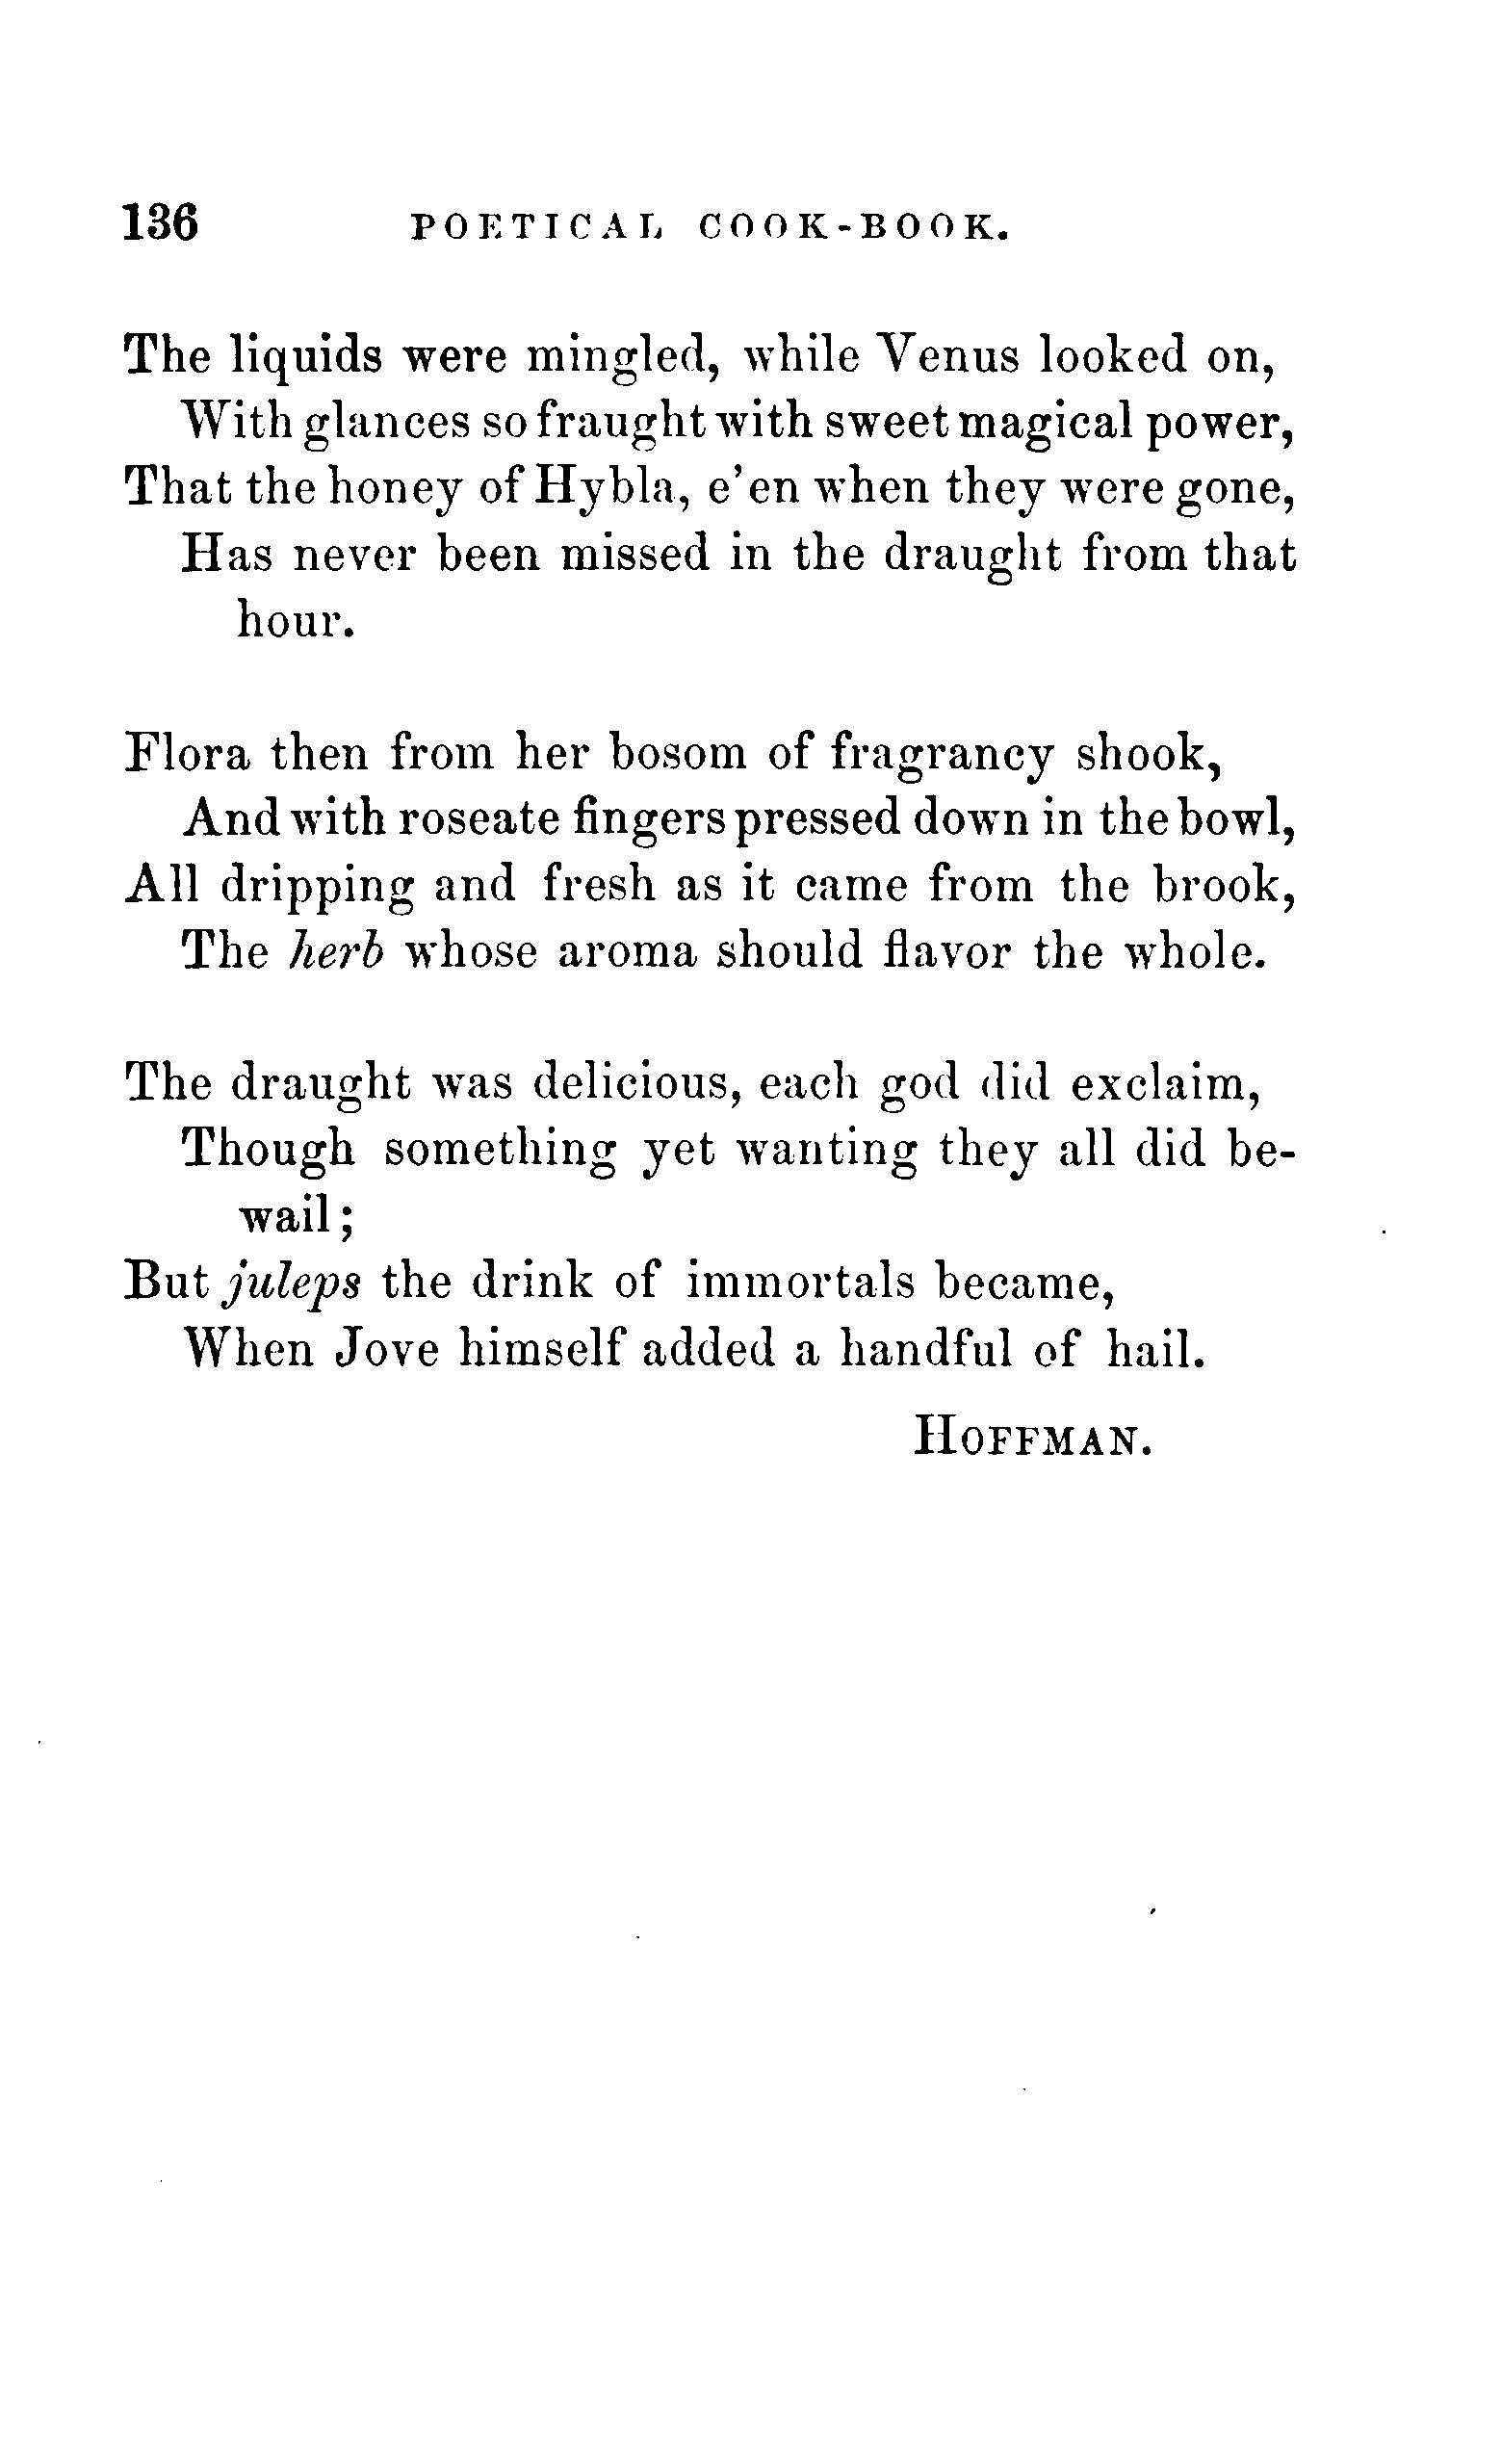 136 POETICAL COOK-BOOK.
The liquids were mingled, while Venus looked on,
With glances so fraught with sweet magical power,
That the honey of Hybla, e'en when they were gone,
Has never been missed in the draught from that
hour.
Flora then from her bosom of fragrancy shook,
And with roseate fingers pressed down in the bowl,
All dripping and fresh as it came from the brook,
The herb whose aroma should flavor the whole.
The draught was delicious, each god did exclaim,
Though something yet wanting they all did be-
wail;
But juleps the drink of immortals became,
When Jove himself added a handful of hail.
HOFFMAN.